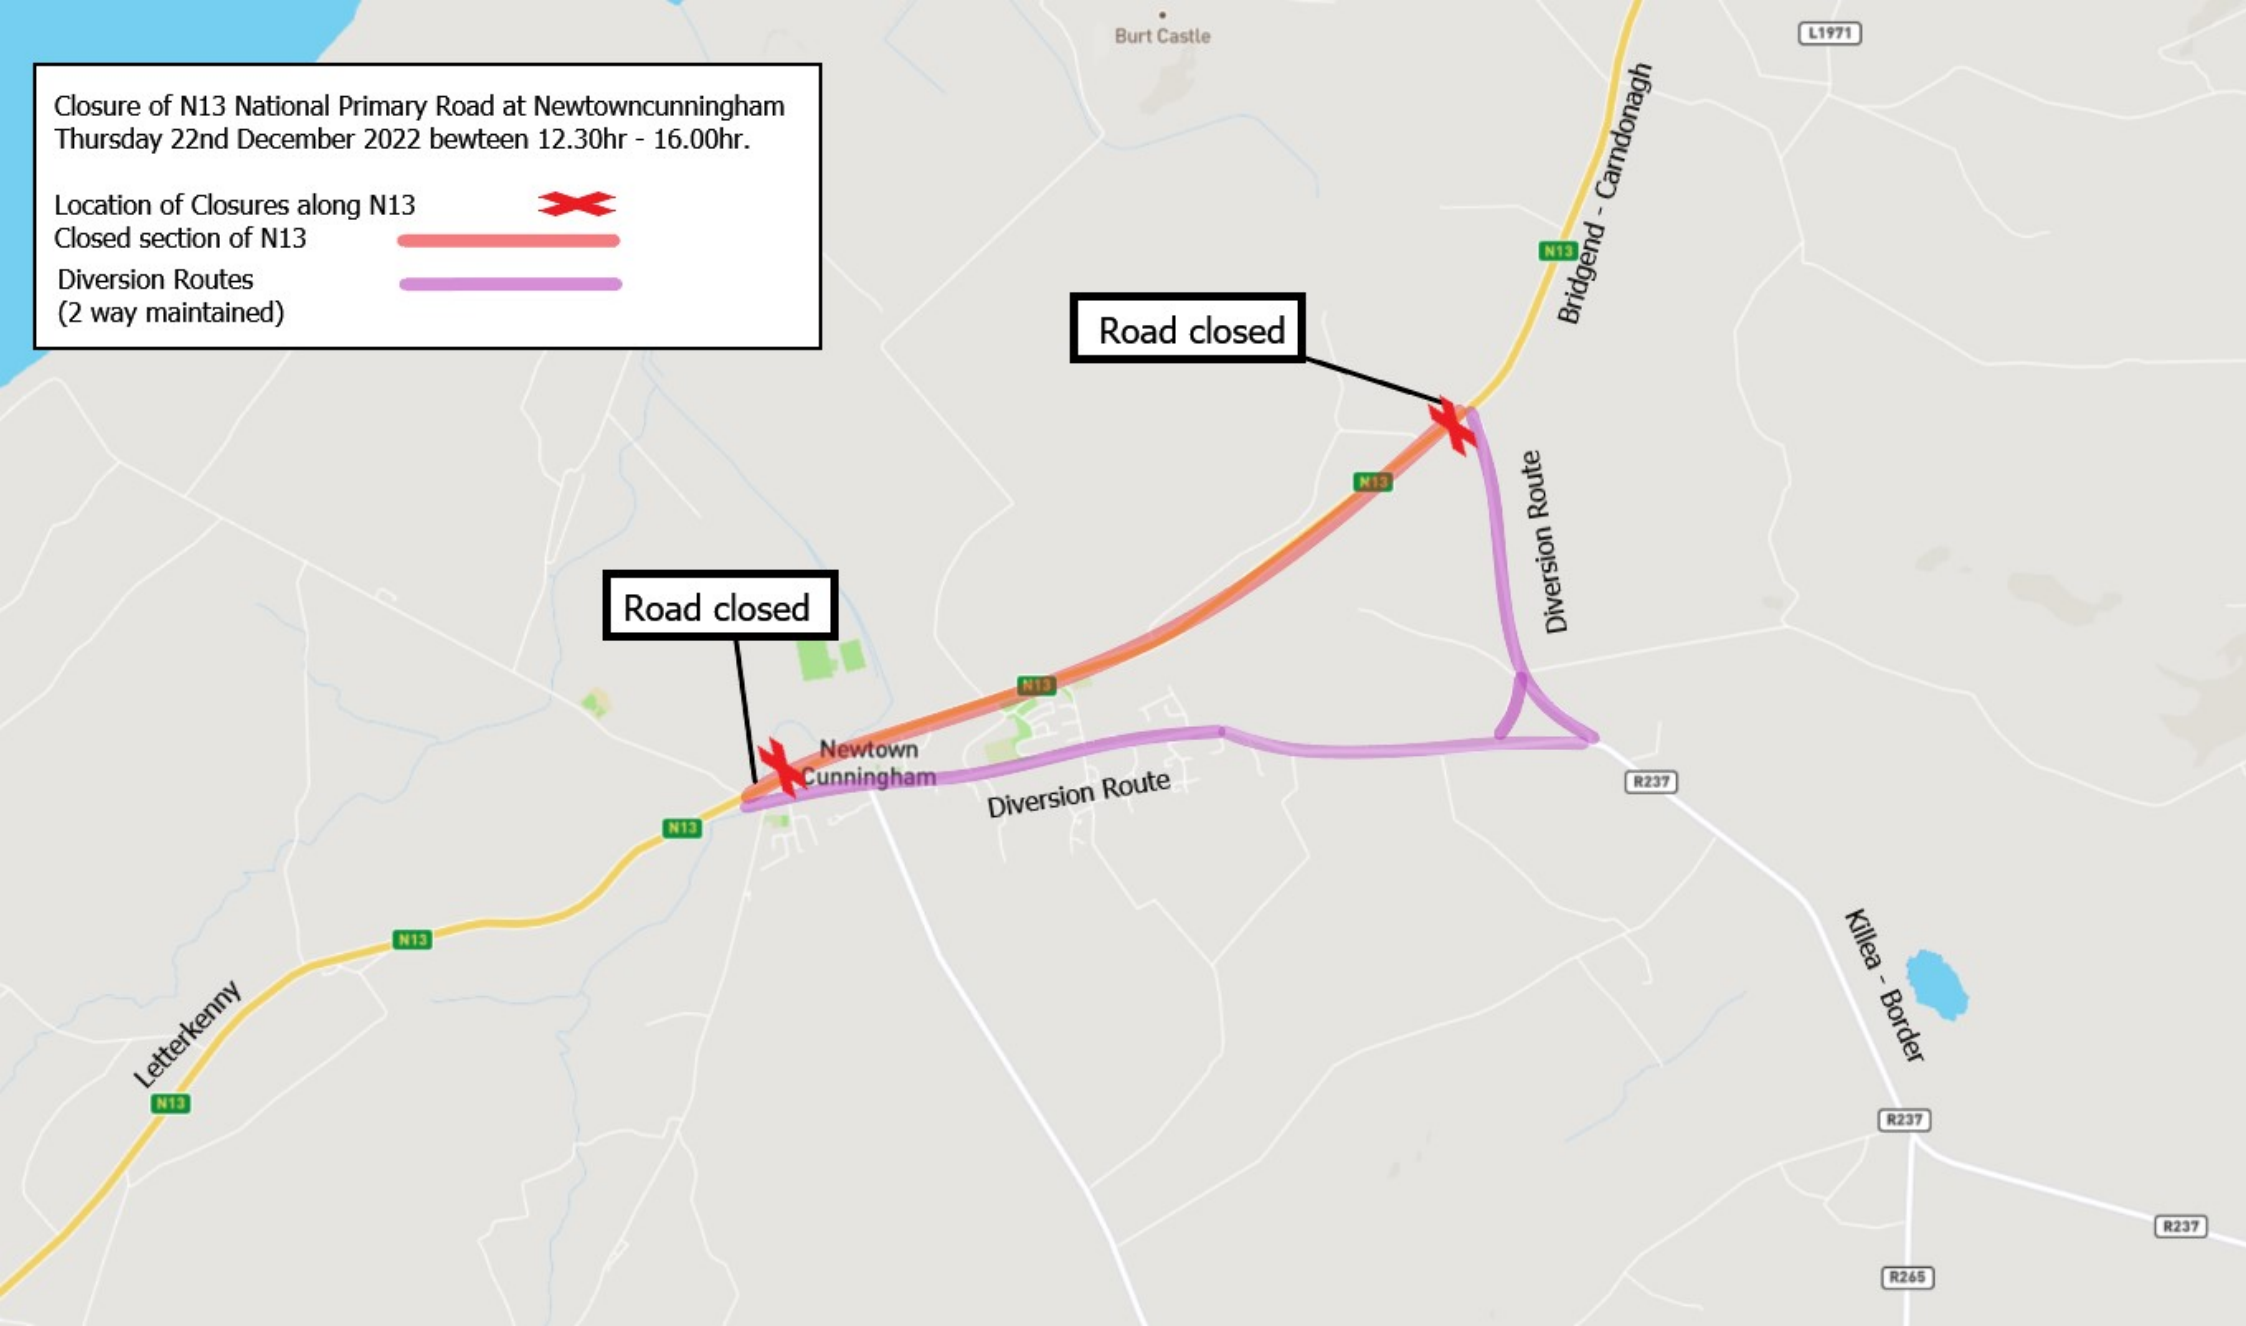 Burt Castle
L1971
Closure of N13 National Primary Road at Newtowncunningham
Thursday 22nd December 2022 bewteen 12.30hr - 16.00hr.
Location of Closures along N13
Closed section of N13
Diversion Routes
(2 way maintained)
Bridgend - Carndonagh
N13
Road closed
N13
Diversion Route
Road closed
N13
Newtown
Cunningham
Diversion Route
R237
N13
N13
Letterkenny
N13
Killea - Border
R237
R237
R265